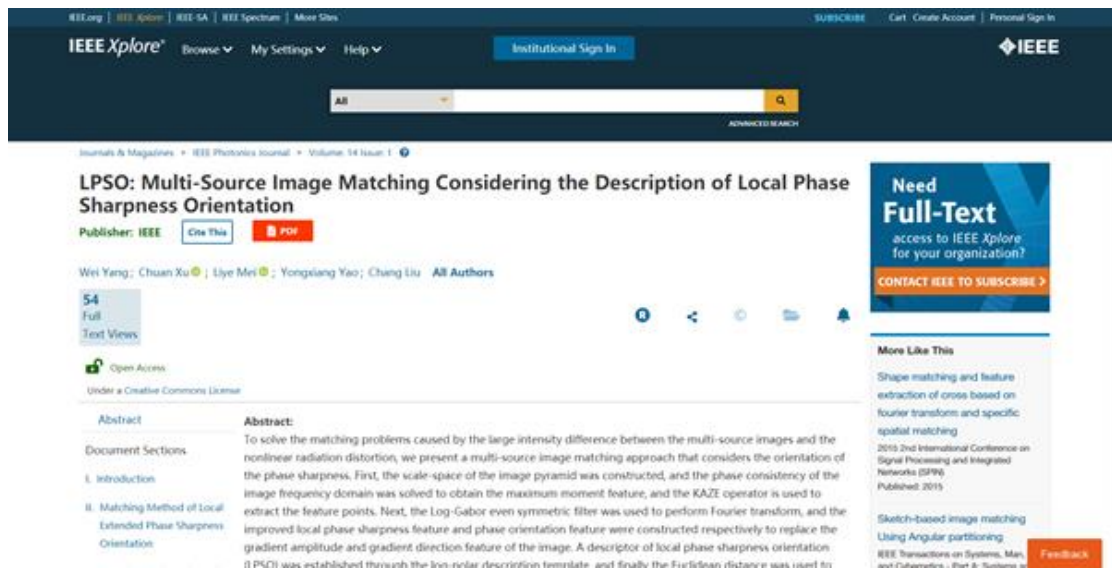 IEEE.org | IEEE Xplore | IEEE-SA | IEEE Spectrum | More Sites
SUBSCRIBE Cart Create Account | Personal Sign In
IEEE Xplore® Browse My Settings Help Institutional Sign In
IEEE
All
ADVANCED SEARCH
Journals & Magazines > IEEE Photonics Journal > Volume: 14 Issue: 1
LPSO: Multi-Source Image Matching Considering the Description of Local Phase
Sharpness Orientation
Publisher: IEEE Cite This PDF
Wei Yang; Chuan Xu; Liye Mei; Yongxiang Yao; Chang Liu All Authors
54
Full
Text Views
Open Access
Under a Creative Commons License
Abstract
Document Sections
I. Introduction
II. Matching Method of Local
Extended Phase Sharpness
Orientation
Abstract:
To solve the matching problems caused by the large intensity difference between the multi-source images and the
nonlinear radiation distortion, we present a multi-source image matching approach that considers the orientation of
the phase sharpness. First, the scale-space of the image pyramid was constructed, and the phase consistency of the
image frequency domain was solved to obtain the maximum moment feature, and the KAZE operator is used to
extract the feature points. Next, the Log-Gabor even symmetric filter was used to perform Fourier transform, and the
improved local phase sharpness feature and phase orientation feature were constructed respectively to replace the
gradient amplitude and gradient direction feature of the image. A descriptor of local phase sharpness orientation
(LPSO) was established through the log-polar description template, and finally the Euclidean distance was used to
Need
Full-Text
access to IEEE Xplore
for your organization?
CONTACT IEEE TO SUBSCRIBE >
More Like This
Shape matching and feature
extraction of cross based on
fourier transform and specific
spatial matching
2015 2nd International Conference on
Signal Processing and Integrated
Networks (SPIN)
Published: 2015
Sketch-based image matching
Using Angular partitioning
IEEE Transactions on Systems, Man,
and Cybernetics - Part A: Systems and
Feedback